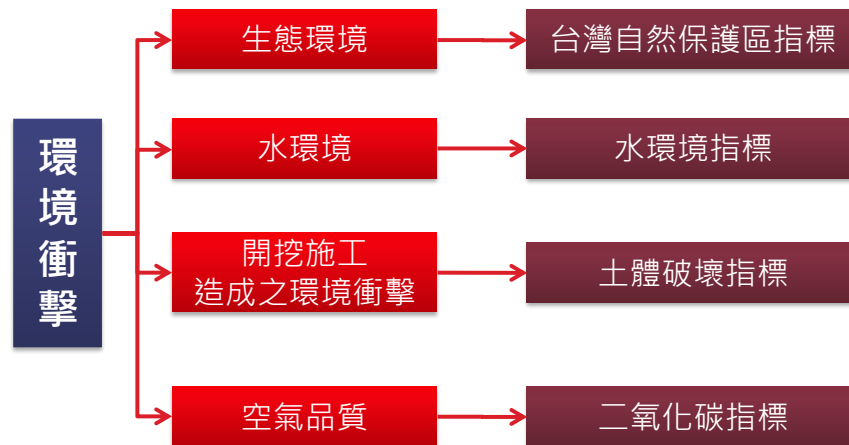 環境衝擊
生態環境
台灣自然保護區指標
水環境
水環境指標
開挖施工
造成之環境衝擊
土體破壞指標
空氣品質
二氧化碳指標